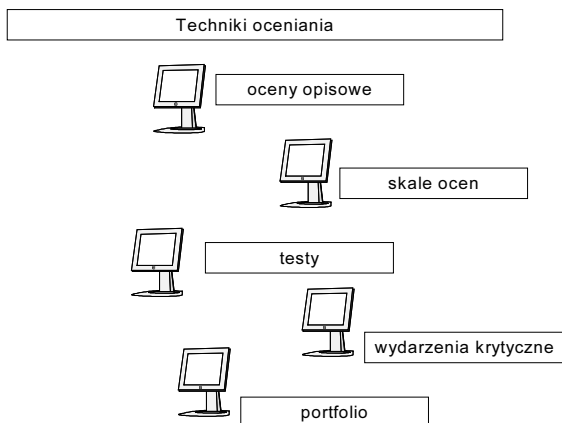 Techniki oceniania
oceny opisowe
skale ocen
testy
wydarzenia krytyczne
portfolio